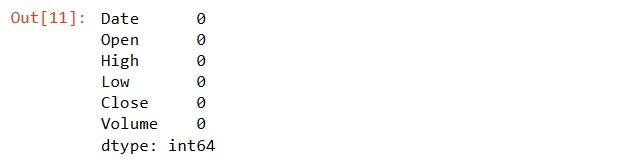 Out[11]: Date      0
Open      0
High      0
Low       0
Close     0
Volume    0
dtype: int64